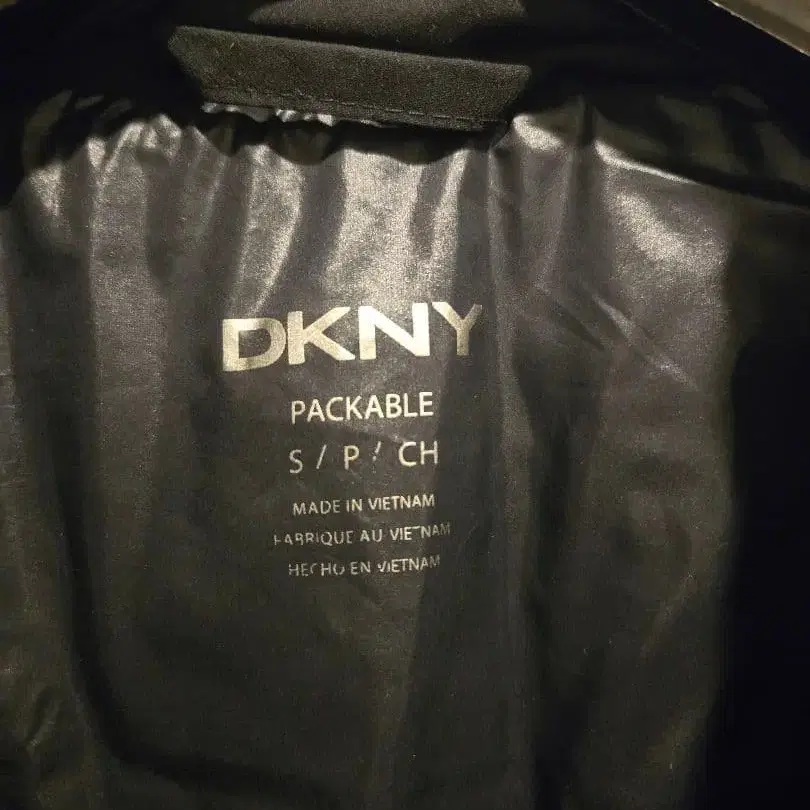 DKNY
PACKABLE
S / P / CH
MADE IN VIETNAM
FABRIQUE AU VIETNAM
HECHO EN VIETNAM